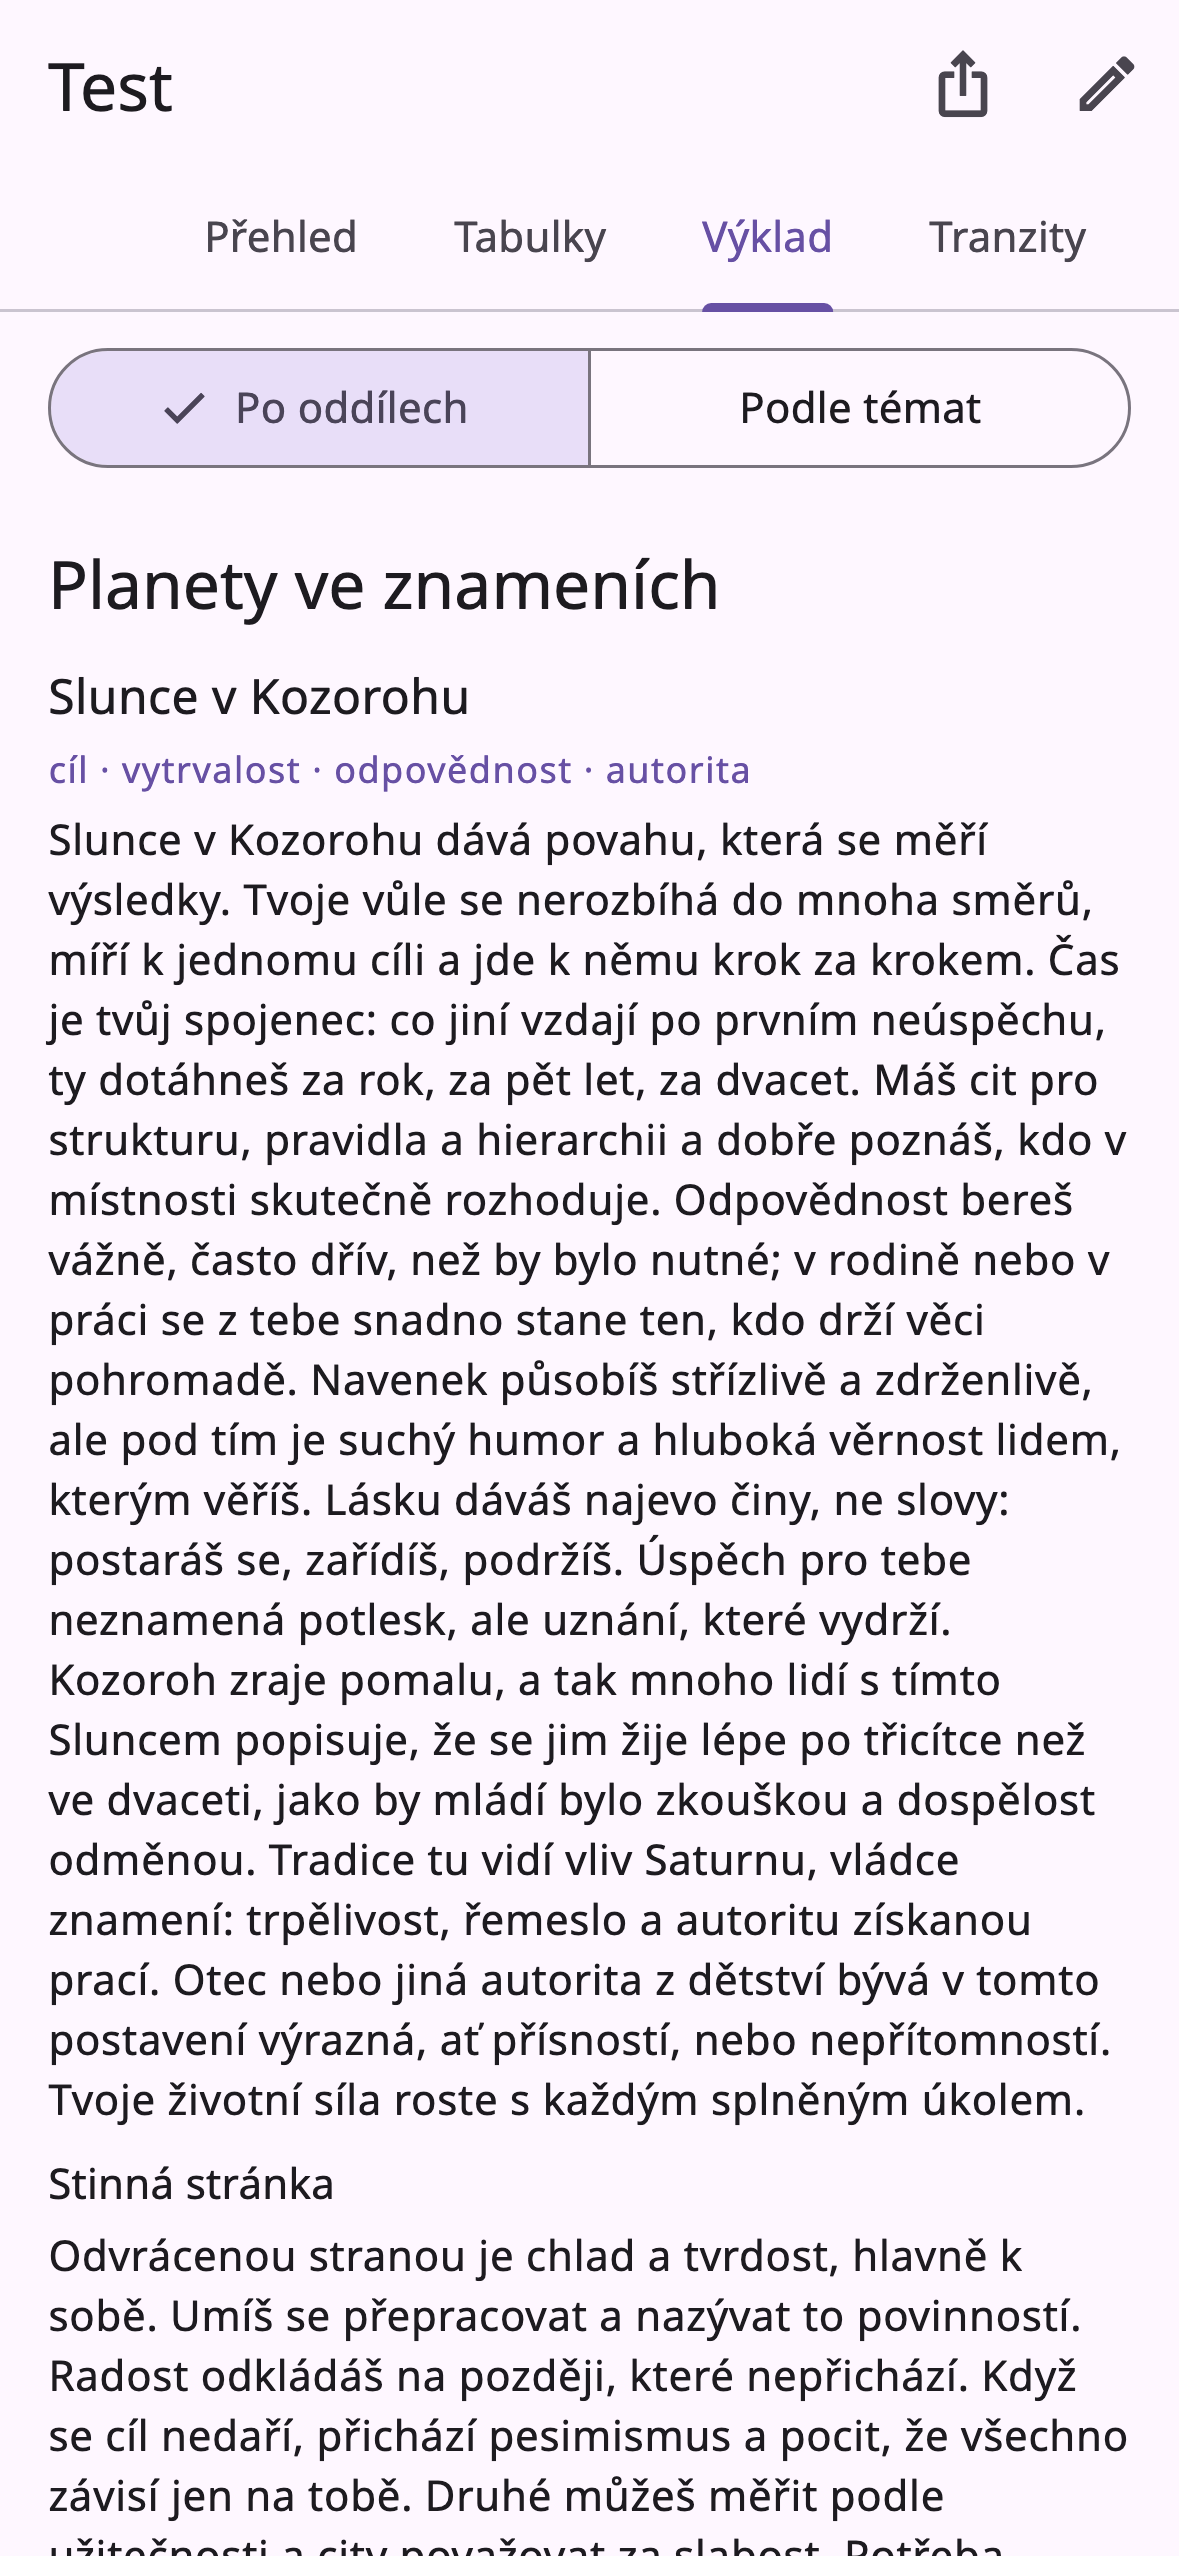 Test
Přehled
Tabulky
Výklad
Tranzity
Po oddílech
Podle témat
Planety ve znameních
Slunce v Kozorohu
cíl · vytrvalost · odpovědnost · autorita
Slunce v Kozorohu dává povahu, která se měří
výsledky. Tvoje vůle se nerozbíhá do mnoha směrů,
míří k jednomu cíli a jde k němu krok za krokem. Čas
je tvůj spojenec: co jiní vzdají po prvním neúspěchu,
ty dotáhneš za rok, za pět let, za dvacet. Máš cit pro
strukturu, pravidla a hierarchii a dobře poznáš, kdo v
místnosti skutečně rozhoduje. Odpovědnost bereš
vážně, často dřív, než by bylo nutné; v rodině nebo v
práci se z tebe snadno stane ten, kdo drží věci
pohromadě. Navenek působíš střízlivě a zdrženlivě,
ale pod tím je suchý humor a hluboká věrnost lidem,
kterým věříš. Lásku dáváš najevo činy, ne slovy:
postaráš se, zařídíš, podržíš. Úspěch pro tebe
neznamená potlesk, ale uznání, které vydrží.
Kozoroh zraje pomalu, a tak mnoho lidí s tímto
Sluncem popisuje, že se jim žije lépe po třicítce než
ve dvaceti, jako by mládí bylo zkouškou a dospělost
odměnou. Tradice tu vidí vliv Saturnu, vládce
znamení: trpělivost, řemeslo a autoritu získanou
prací. Otec nebo jiná autorita z dětství bývá v tomto
postavení výrazná, ať přísností, nebo nepřítomností.
Tvoje životní síla roste s každým splněným úkolem.
Stinná stránka
Odvrácenou stranou je chlad a tvrdost, hlavně k
sobě. Umíš se přepracovat a nazývat to povinností.
Radost odkládáš na později, které nepřichází. Když
se cíl nedaří, přichází pesimismus a pocit, že všechno
závisí jen na tobě. Druhé můžeš měřit podle
užitečnosti a city považovat za slabost. Potřeba